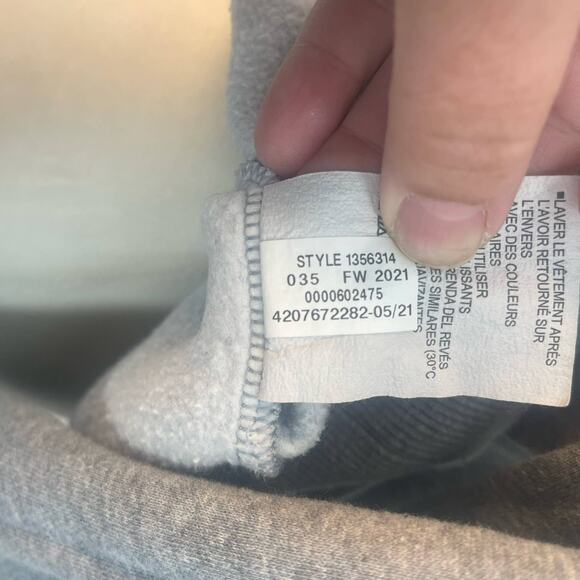 STYLE 1356314
035 FW 2021
0000602475
4207672282-05/21
■LAVER LE VÊTEMENT APRÈS
L'AVOIR RETOURNÉ SUR
L'ENVERS
AVEC DES COULEURS
AIRES
UTILISER
ISSANTS
RENDA DEL REVÉS
ES SIMILARES (30°C
AVIZANTES